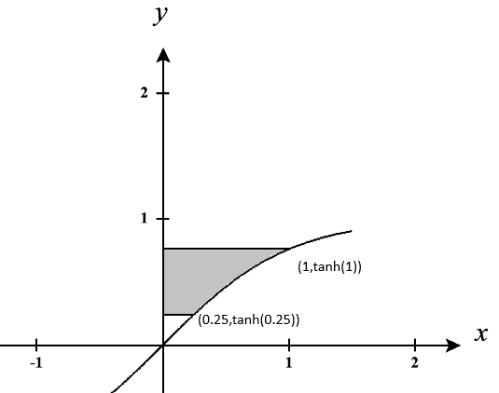 y
2
1
(1,tanh(1))
(0.25,tanh(0.25))
x
-1
1
2